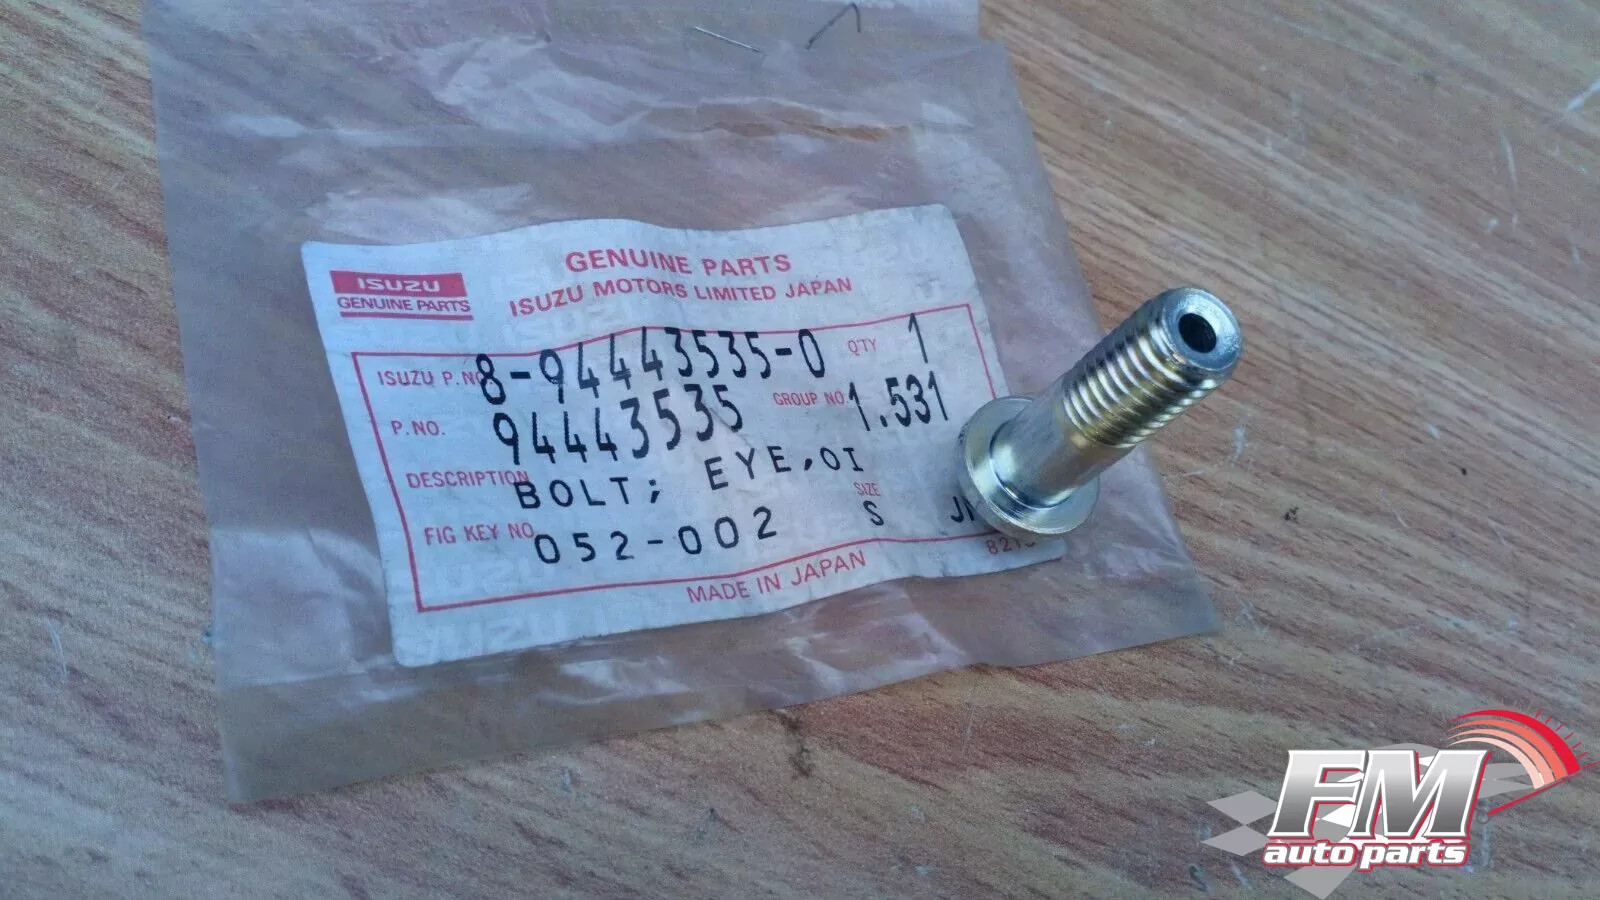 GENUINE PARTS
ISUZU MOTORS LIMITED JAPAN
ISUZU
GENUINE PARTS
ISUZU P.NO 8-94443535-0 QTY 1
P.NO. 94443535 GROUP NO. 1.531
DESCRIPTION BOLT; EYE,OI
FIG KEY NO. 052-002 SIZE S
MADE IN JAPAN
FM
auto parts